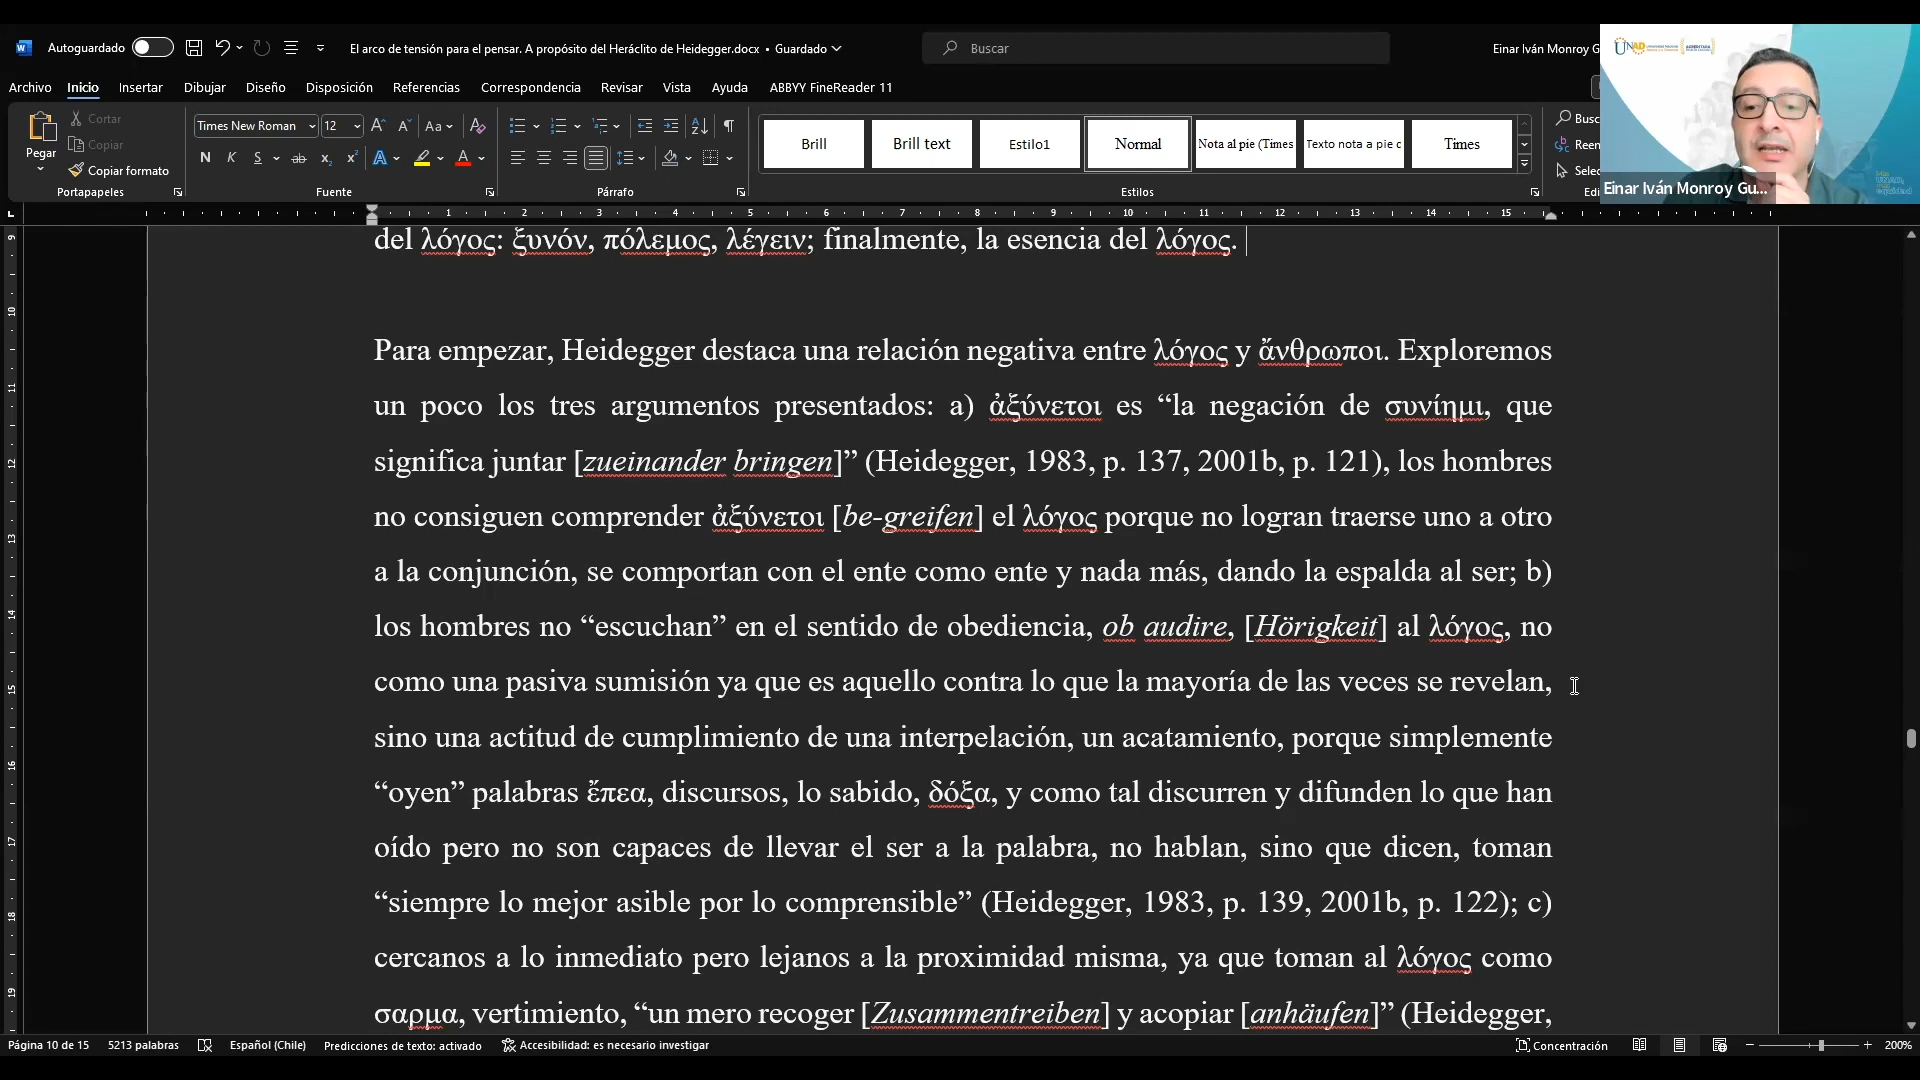 Autoguardado
El arco de tensión para el pensar. A propósito del Heráclito de Heidegger.docx • Guardado
Buscar
Einar Iván Monroy G
Archivo Inicio Insertar Dibujar Diseño Disposición Referencias Correspondencia Revisar Vista Ayuda ABBYY FineReader 11
Pegar
Cortar
Copiar
Copiar formato
Portapapeles
Times New Roman 12
N K S ab x₂ x²
Fuente
Párrafo
Brill Brill text Estilo1 Normal Nota al pie (Times Texto nota a pie c Times
Estilos
Busc
Reen
Selec
Edi
UNAD
Einar Iván Monroy Gu...
del λόγος: ξυνόν, πόλεμος, λέγειν; finalmente, la esencia del λόγος.
Para empezar, Heidegger destaca una relación negativa entre λόγος y ἄνθρωποι. Exploremos
un poco los tres argumentos presentados: a) ἀξύνετοι es “la negación de συνίημι, que
significa juntar [zueinander bringen]” (Heidegger, 1983, p. 137, 2001b, p. 121), los hombres
no consiguen comprender ἀξύνετοι [be-greifen] el λόγος porque no logran traerse uno a otro
a la conjunción, se comportan con el ente como ente y nada más, dando la espalda al ser; b)
los hombres no “escuchan” en el sentido de obediencia, ob audire, [Hörigkeit] al λόγος, no
como una pasiva sumisión ya que es aquello contra lo que la mayoría de las veces se revelan,
sino una actitud de cumplimiento de una interpelación, un acatamiento, porque simplemente
“oyen” palabras ἔπεα, discursos, lo sabido, δόξα, y como tal discurren y difunden lo que han
oído pero no son capaces de llevar el ser a la palabra, no hablan, sino que dicen, toman
“siempre lo mejor asible por lo comprensible” (Heidegger, 1983, p. 139, 2001b, p. 122); c)
cercanos a lo inmediato pero lejanos a la proximidad misma, ya que toman al λόγος como
σαρμα, vertimiento, “un mero recoger [Zusammentreiben] y acopiar [anhäufen]” (Heidegger,
Página 10 de 15 5213 palabras Español (Chile) Predicciones de texto: activado Accesibilidad: es necesario investigar
Concentración
200%